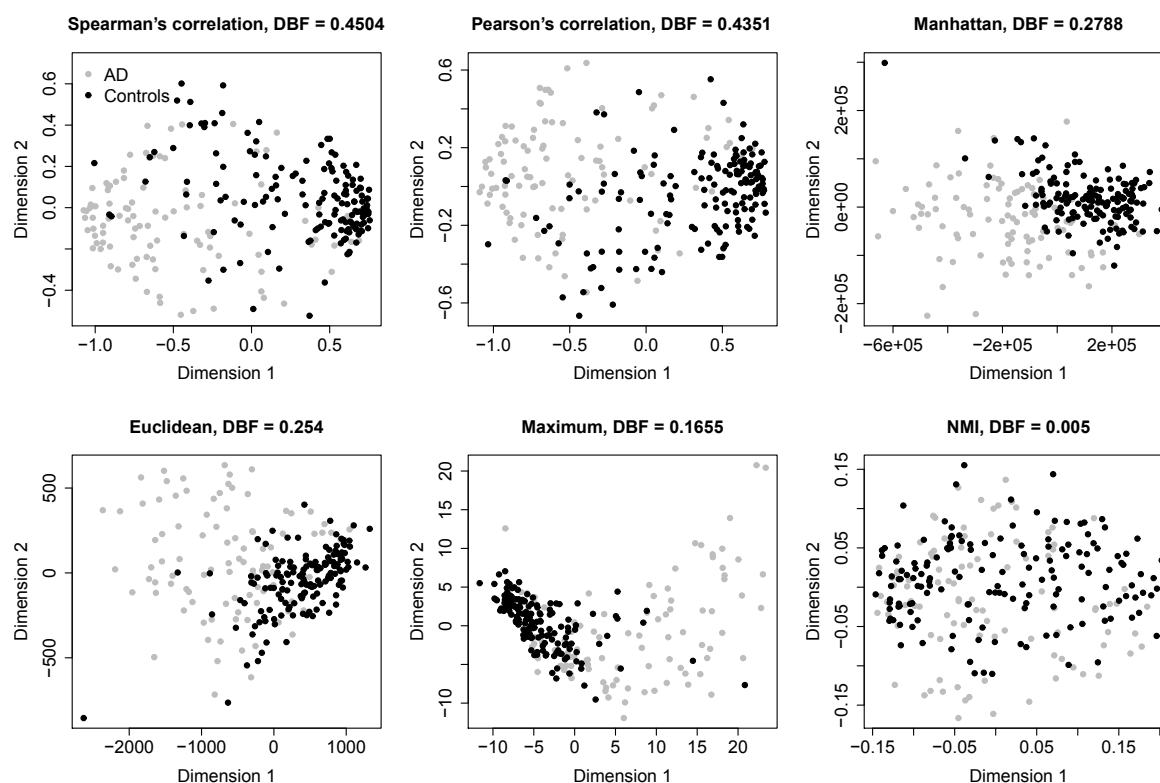 Spearman’s correlation, DBF = 0.4504
AD
Controls
0.6
0.4
0.2
0.0
−0.4
Dimension 2
−1.0 −0.5 0.0 0.5
Dimension 1
Pearson’s correlation, DBF = 0.4351
0.6
0.2
−0.2
−0.6
Dimension 2
−1.0 −0.5 0.0 0.5
Dimension 1
Manhattan, DBF = 0.2788
2e+05
0e+00
−2e+05
Dimension 2
−6e+05 −2e+05 2e+05
Dimension 1
Euclidean, DBF = 0.254
500
0
−500
Dimension 2
−2000 −1000 0 1000
Dimension 1
Maximum, DBF = 0.1655
20
15
10
5
0
−10
Dimension 2
−10 −5 0 5 10 15 20
Dimension 1
NMI, DBF = 0.005
0.15
0.05
−0.05
−0.15
Dimension 2
−0.15 −0.05 0.05 0.15
Dimension 1